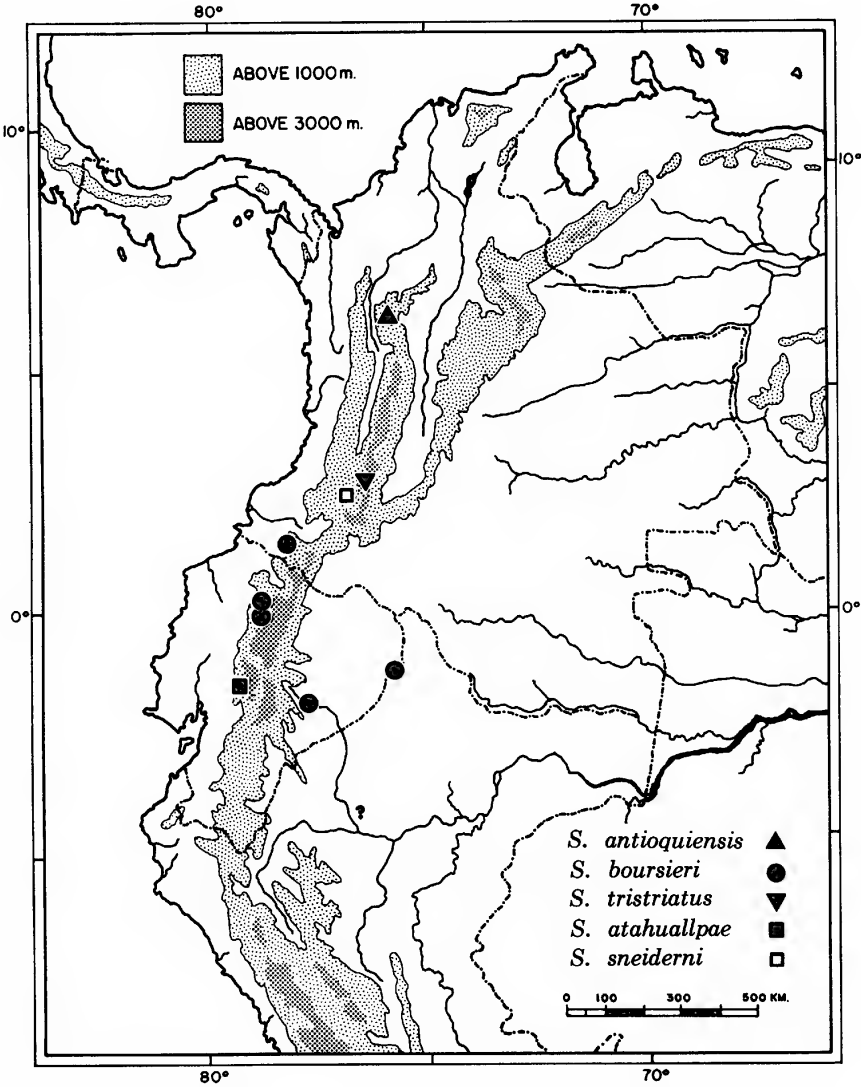 80°
70°
ABOVE 1000 m.
ABOVE 3000 m.
10°
10°
0°
0°
?
S. antioquiensis
S. boursieri
S. tristriatus
S. atahuallpae
S. sneiderni
0 100 300 500 KM.
80°
70°